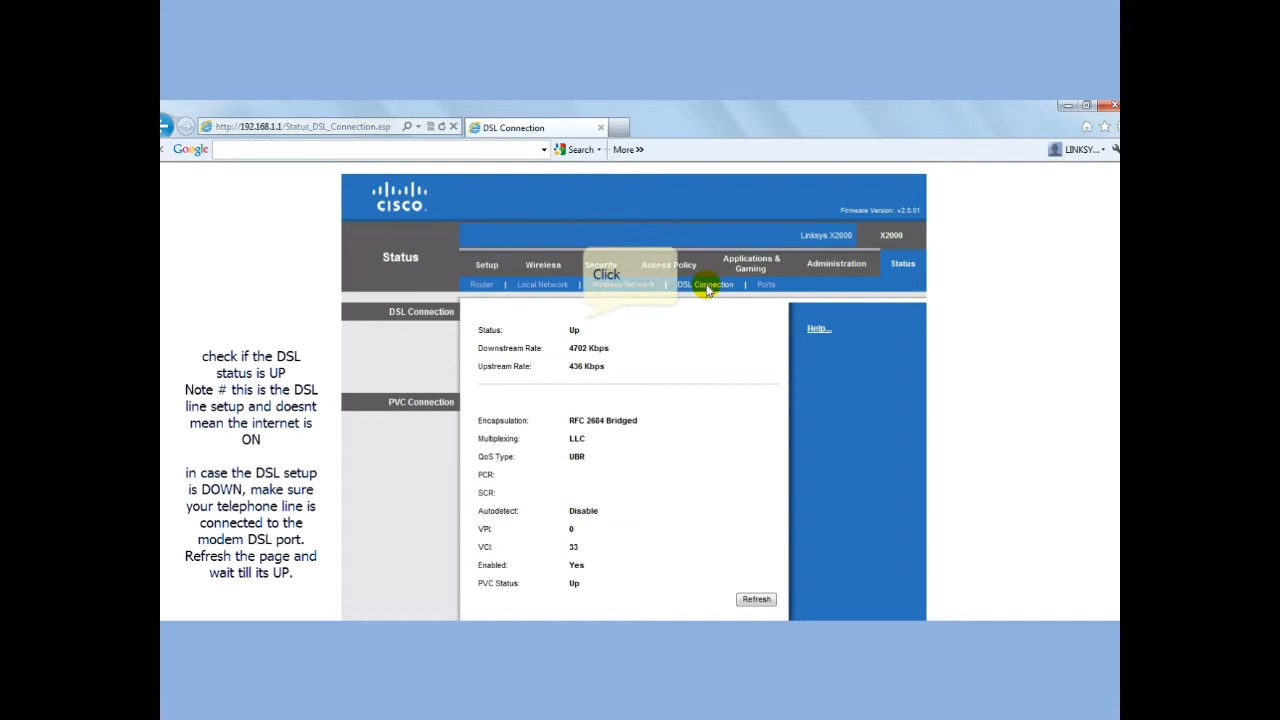 http://192.168.1.1/Status_DSL_Connection.asp
DSL Connection
Google
Search
More »
LINKSY...
CISCO.
Firmware Version: v2.0.01
Linksys X2000
X2000
Status
Setup
Wireless
Security
Access Policy
Applications & Gaming
Administration
Status
Click
Router | Local Network | Wireless Network | DSL Connection | Ports
DSL Connection
Help...
Status: Up
Downstream Rate: 4702 Kbps
Upstream Rate: 436 Kbps
PVC Connection
Encapsulation: RFC 2684 Bridged
Multiplexing: LLC
QoS Type: UBR
PCR:
SCR:
Autodetect: Disable
VPI: 0
VCI: 33
Enabled: Yes
PVC Status: Up
Refresh
check if the DSL
status is UP
Note # this is the DSL
line setup and doesnt
mean the internet is
ON
in case the DSL setup
is DOWN, make sure
your telephone line is
connected to the
modem DSL port.
Refresh the page and
wait till its UP.